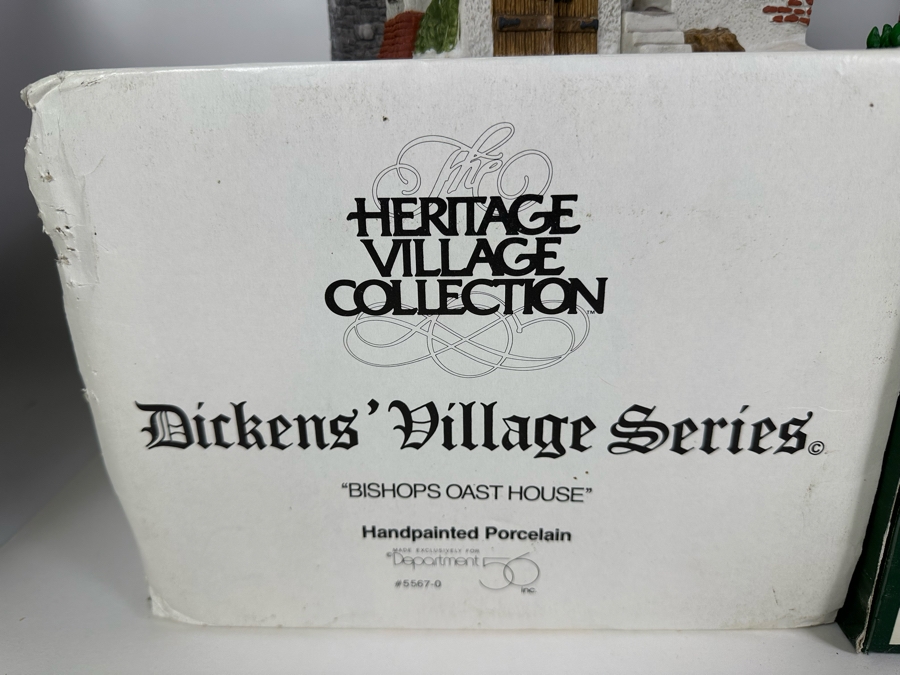 The
HERITAGE
VILLAGE
COLLECTION™
Dickens' Village Series©
"BISHOPS OAST HOUSE"
Handpainted Porcelain
MADE EXCLUSIVELY FOR
©Department 56 inc
#5567-0